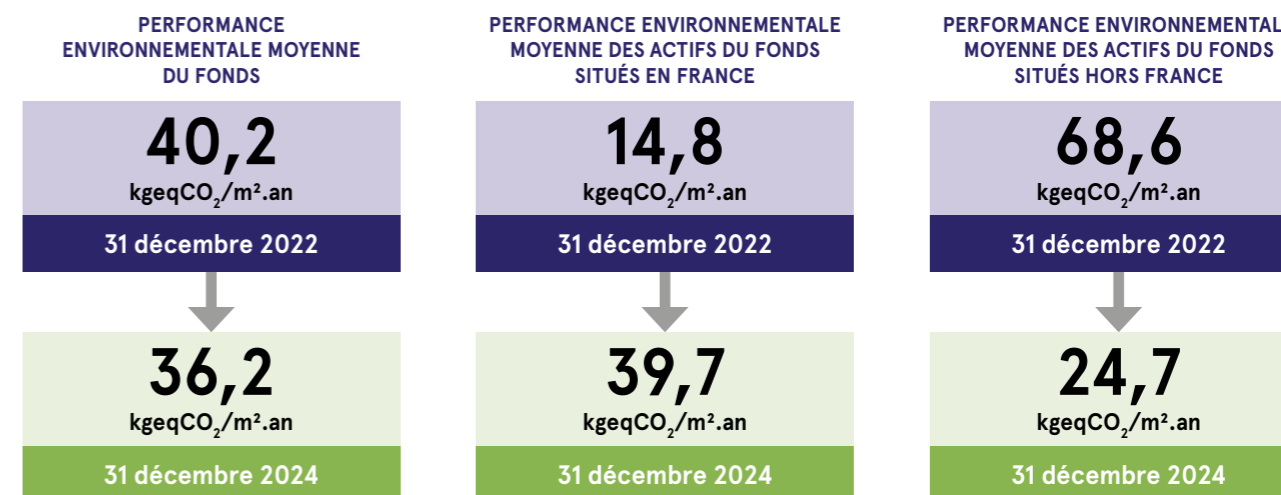 PERFORMANCE
ENVIRONNEMENTALE MOYENNE
DU FONDS
40,2
kgeqCO₂/m².an
31 décembre 2022
36,2
kgeqCO₂/m².an
31 décembre 2024
PERFORMANCE ENVIRONNEMENTALE
MOYENNE DES ACTIFS DU FONDS
SITUÉS EN FRANCE
14,8
kgeqCO₂/m².an
31 décembre 2022
39,7
kgeqCO₂/m².an
31 décembre 2024
PERFORMANCE ENVIRONNEMENTAL
MOYENNE DES ACTIFS DU FONDS
SITUÉS HORS FRANCE
68,6
kgeqCO₂/m².an
31 décembre 2022
24,7
kgeqCO₂/m².an
31 décembre 2024